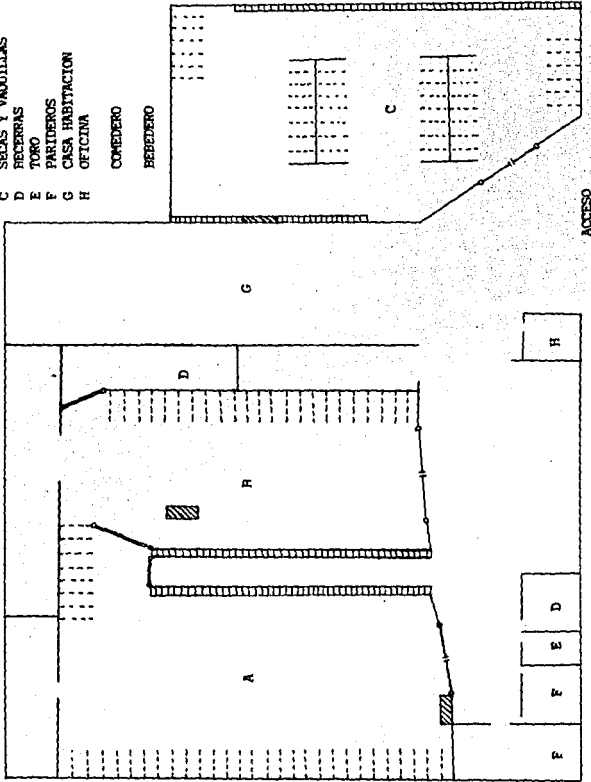 C SECAS Y VAQUILLAS
D BECERRAS
E TORO
F PARIDEROS
G CASA HABITACION
H OFICINA
COMEDERO
BEBEDERO
C
G
D
B
A
H
D
E
F
F
ACCESO